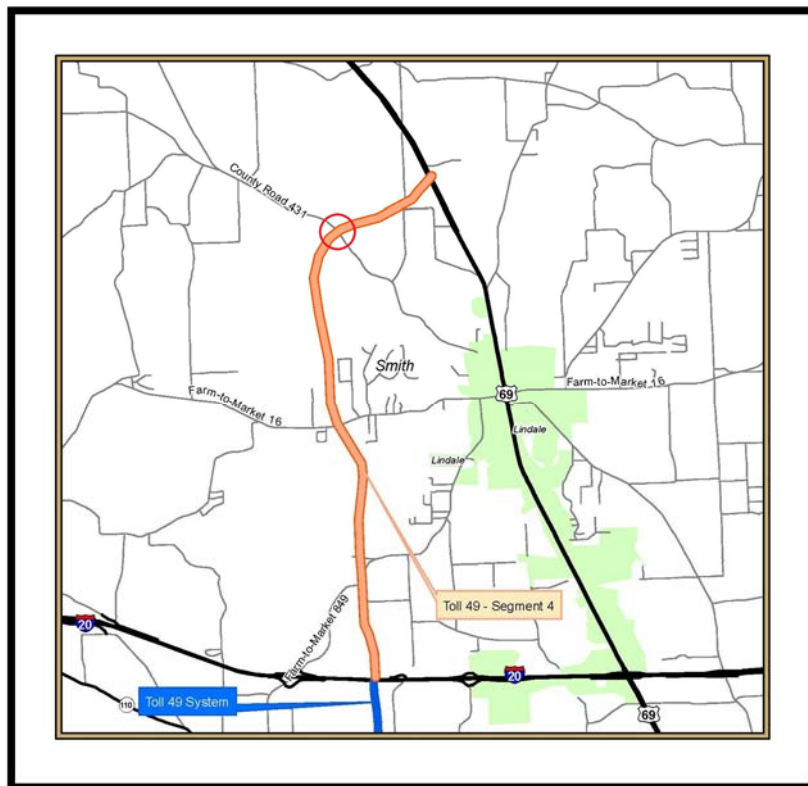 County Road 431
Smith
Farm-to-Market 16
69
Farm-to-Market 16
Lindale
Lindale
Toll 49 - Segment 4
20
Farm-to-Market 849
20
110
Toll 49 System
69